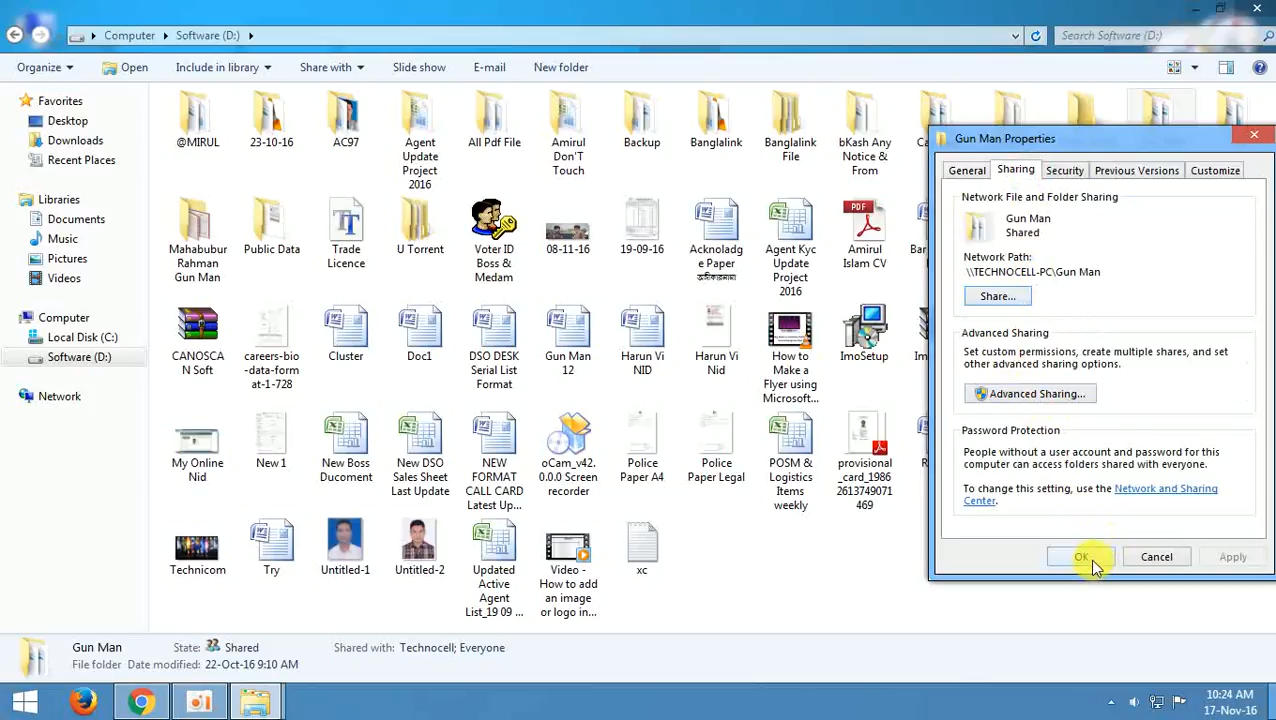 Computer
Software (D:)
Search Software (D:)
Organize
Open
Include in library
Share with
Slide show
E-mail
New folder
Favorites
Desktop
Downloads
Recent Places
Libraries
Documents
Music
Pictures
Videos
Computer
Local Disk (C:)
Software (D:)
Network
@MIRUL
23-10-16
AC97
Agent
Update
Project
2016
All Pdf File
Amirul
Don'T
Touch
Backup
Banglalink
Banglalink
File
bKash Any
Notice &
From
Mahabubur
Rahman
Gun Man
Public Data
Trade
Licence
U Torrent
Voter ID
Boss &
Medam
08-11-16
19-09-16
Acknoladg
e Paper
Agent Kyc
Update
Project
2016
PDF
Amirul
Islam CV
CANOSCA
N Soft
careers-bio
-data-form
at-1-728
Cluster
Doc1
DSO DESK
Serial List
Format
Gun Man
12
Harun Vi
NID
Harun Vi
Nid
How to
Make a
Flyer using
Microsoft...
ImoSetup
My Online
Nid
New 1
New Boss
Ducoment
New DSO
Sales Sheet
Last Update
NEW
FORMAT
CALL CARD
Latest Up...
oCam_v42.
0.0.0 Screen
recorder
Police
Paper A4
Police
Paper Legal
POSM &
Logistics
Items
weekly
provisional
_card_1986
2613749071
469
Technicom
Try
Untitled-1
Untitled-2
Updated
Active
Agent
List_19 09 ...
Video -
How to add
an image
or logo in...
xc
Gun Man Properties
General
Sharing
Security
Previous Versions
Customize
Network File and Folder Sharing
Gun Man
Shared
Network Path:
\\TECHNOCELL-PC\Gun Man
Share...
Advanced Sharing
Set custom permissions, create multiple shares, and set
other advanced sharing options.
Advanced Sharing...
Password Protection
People without a user account and password for this
computer can access folders shared with everyone.
To change this setting, use the Network and Sharing
Center.
OK
Cancel
Apply
Gun Man
State:
Shared
Shared with: Technocell; Everyone
File folder
Date modified: 22-Oct-16 9:10 AM
10:24 AM
17-Nov-16